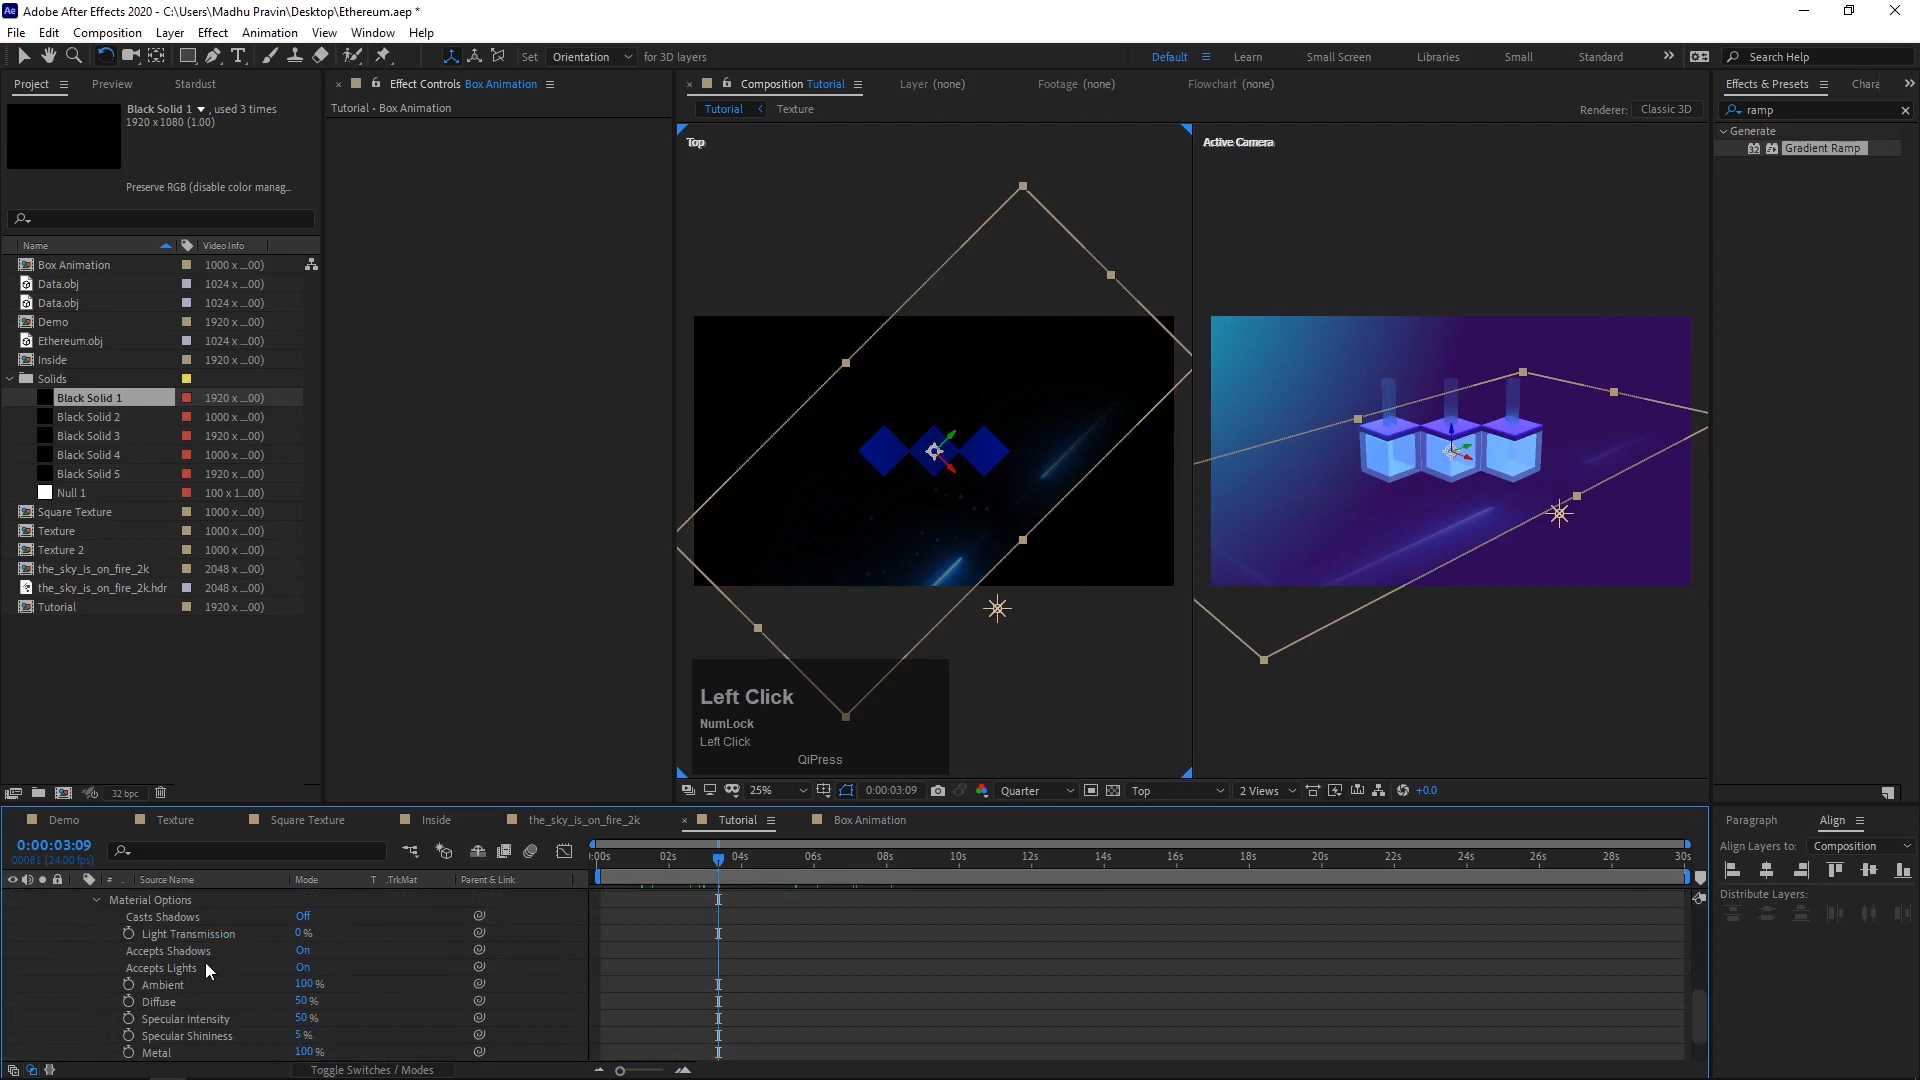 Adobe After Effects 2020 - C:\Users\Madhu Pravin\Desktop\Ethereum.aep *
File Edit Composition Layer Effect Animation View Window Help
Set Orientation for 3D layers Default Learn Small Screen Libraries Small Standard Search Help
Project Preview Stardust
Effect Controls Box Animation
Composition Tutorial Layer (none) Footage (none) Flowchart (none)
Effects & Presets Chara
Black Solid 1 , used 3 times
1920 x 1080 (1.00)
Preserve RGB (disable color manag...
Tutorial • Box Animation
Tutorial Texture
Renderer: Classic 3D
ramp
Generate
Gradient Ramp
32
Top
Active Camera
Name Video Info
Box Animation 1000 x ...00)
Data.obj 1024 x ...00)
Data.obj 1024 x ...00)
Demo 1920 x ...00)
Ethereum.obj 1024 x ...00)
Inside 1920 x ...00)
Solids
Black Solid 1 1920 x ...00)
Black Solid 2 1000 x ...00)
Black Solid 3 1920 x ...00)
Black Solid 4 1000 x ...00)
Black Solid 5 1920 x ...00)
Null 1 100 x 1...00)
Square Texture 1000 x ...00)
Texture 1000 x ...00)
Texture 2 1000 x ...00)
the_sky_is_on_fire_2k 2048 x ...00)
the_sky_is_on_fire_2k.hdr 2048 x ...00)
Tutorial 1920 x ...00)
32 bpc
Left Click
NumLock
Left Click
QiPress
25% 0:00:03:09 Quarter Top 2 Views +0.0
Demo Texture Square Texture Inside the_sky_is_on_fire_2k Tutorial Box Animation
0:00:03:09
00081 (24.00 fps)
# Source Name Mode T .TrkMat Parent & Link
:00s 02s 04s 06s 08s 10s 12s 14s 16s 18s 20s 22s 24s 26s 28s 30s
Material Options
Casts Shadows Off
Light Transmission 0 %
Accepts Shadows On
Accepts Lights On
Ambient 100 %
Diffuse 50 %
Specular Intensity 50 %
Specular Shininess 5 %
Metal 100 %
Toggle Switches / Modes
Paragraph Align
Align Layers to: Composition
Distribute Layers: